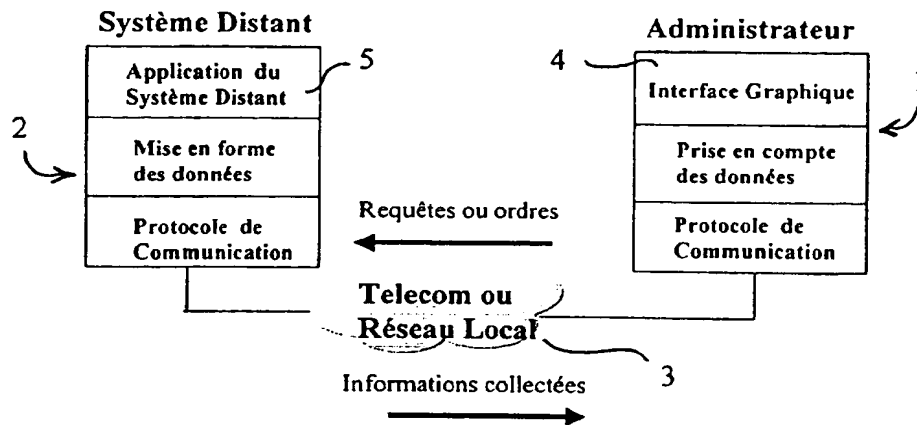 Système Distant
Application du
Système Distant
5
2
Mise en forme
des données
Protocole de
Communication
Administrateur
4
Interface Graphique
Prise en compte
des données
Protocole de
Communication
Requêtes ou ordres
Telecom ou
Réseau Local
3
Informations collectées